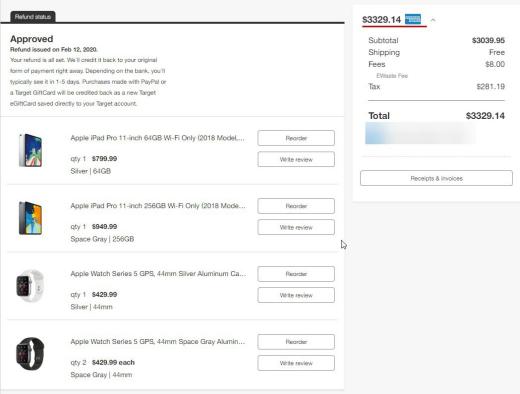 Refund status
Approved
Refund issued on Feb 12, 2020.
Your refund is all set. We'll credit it back to your original
form of payment right away. Depending on the bank, you'll
typically see it in 1-5 days. Purchases made with PayPal or
a Target GiftCard will be credited back as a new Target
eGiftCard saved directly to your Target account.
Apple iPad Pro 11-inch 64GB Wi-Fi Only (2018 Model,...
qty 1 $799.99
Silver | 64GB
Reorder
Write review
Apple iPad Pro 11-inch 256GB Wi-Fi Only (2018 Mode...
qty 1 $949.99
Space Gray | 256GB
Reorder
Write review
Apple Watch Series 5 GPS, 44mm Silver Aluminum Ca...
qty 1 $429.99
Silver | 44mm
Reorder
Write review
Apple Watch Series 5 GPS, 44mm Space Gray Alumin...
qty 2 $429.99 each
Space Gray | 44mm
Reorder
Write review
$3329.14
Subtotal $3039.95
Shipping Free
Fees $8.00
EWaste Fee
Tax $281.19
Total $3329.14
Receipts & invoices